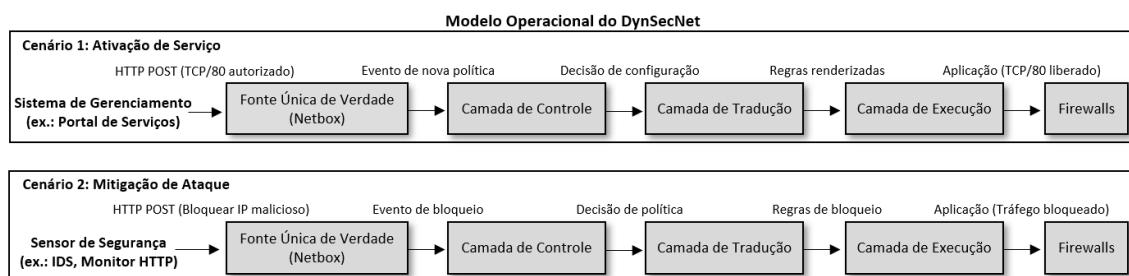 Modelo Operacional do DynSecNet
Cenário 1: Ativação de Serviço
HTTP POST (TCP/80 autorizado)
Evento de nova política
Decisão de configuração
Regras renderizadas
Aplicação (TCP/80 liberado)
Sistema de Gerenciamento
(ex.: Portal de Serviços)
Fonte Única de Verdade
(Netbox)
Camada de Controle
Camada de Tradução
Camada de Execução
Firewalls
Cenário 2: Mitigação de Ataque
HTTP POST (Bloquear IP malicioso)
Evento de bloqueio
Decisão de política
Regras de bloqueio
Aplicação (Tráfego bloqueado)
Sensor de Segurança
(ex.: IDS, Monitor HTTP)
Fonte Única de Verdade
(Netbox)
Camada de Controle
Camada de Tradução
Camada de Execução
Firewalls